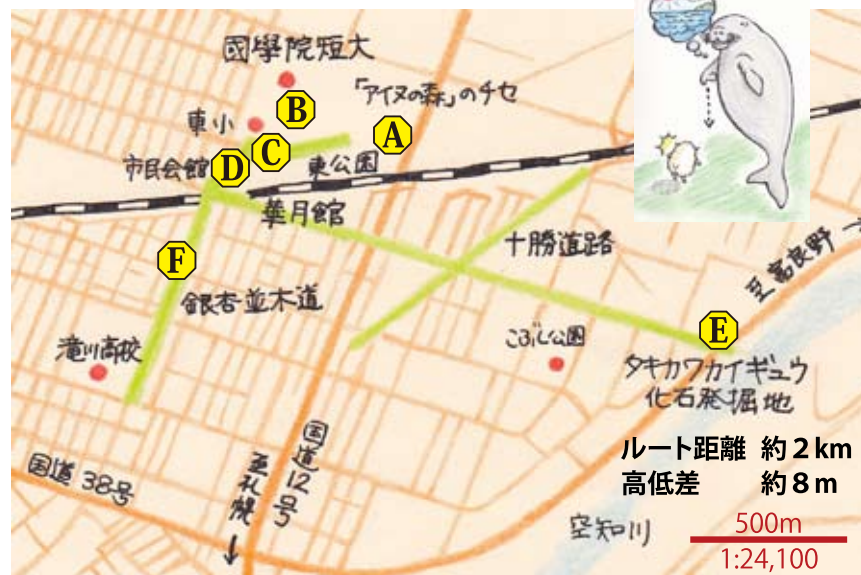 國學院短大
「アイヌの森」のチセ
B
東小
A
C
D
市民会館
東公園
華月館
十勝道路
至富良野→
F
銀杏並木道
E
こぶし公園
滝川高校
タキカワカイギュウ
化石発掘地
ルート距離 約2km
高低差 約8m
国道38号
国道12号
至札幌↓
空知川
500m
1:24,100